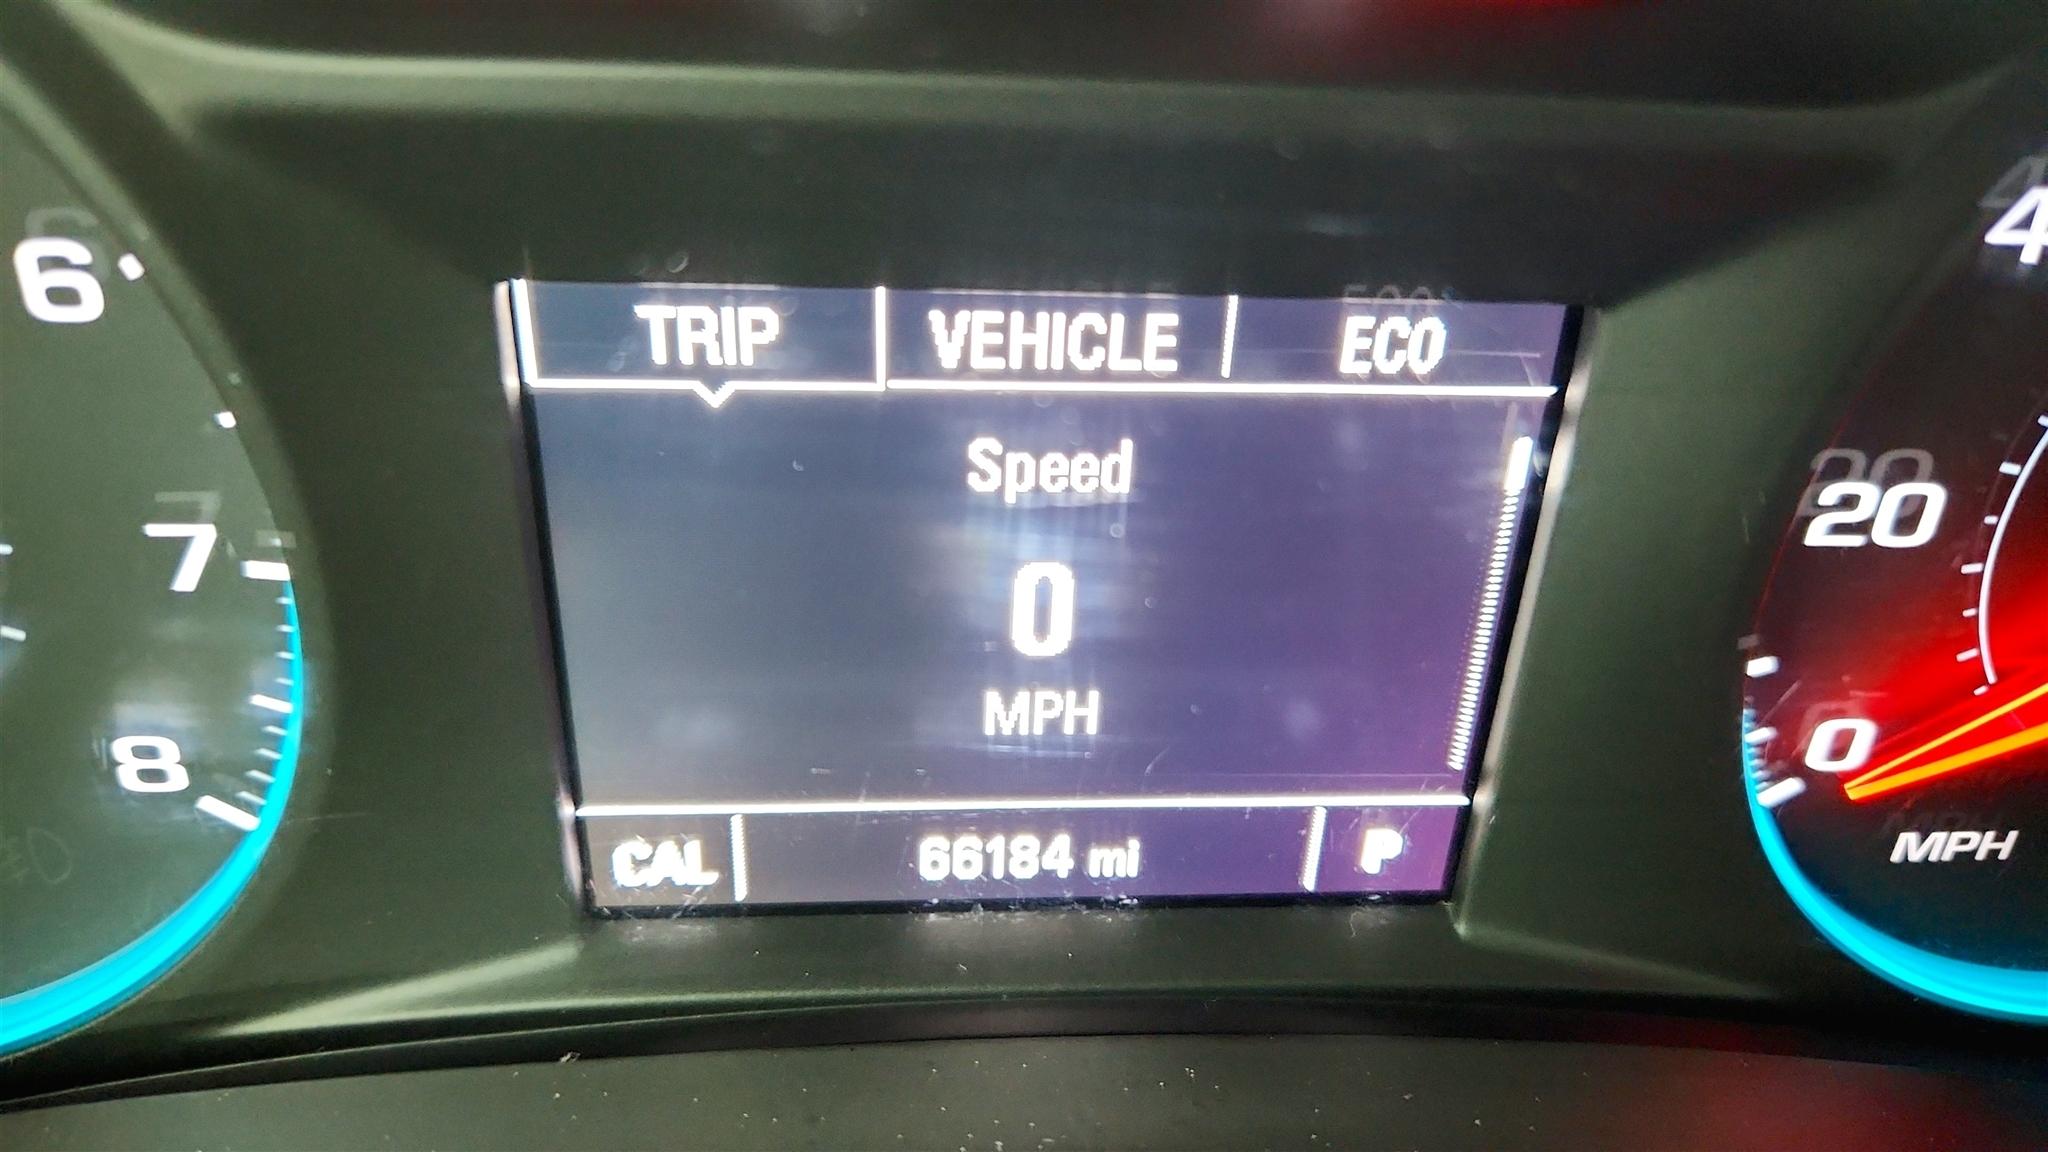 TRIP VEHICLE ECO
Speed
0
MPH
CAL 66184 mi P
6
7
8
4
20
0
MPH